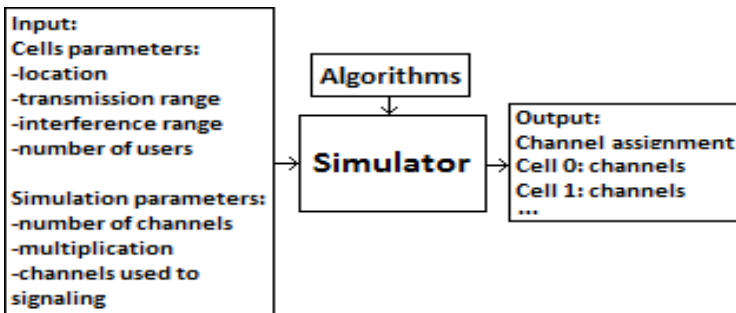 Input:
Cells parameters:
-location
-transmission range
-interference range
-number of users
Simulation parameters:
-number of channels
-multiplication
-channels used to
signaling
Algorithms
Simulator
Output:
Channel assignment
Cell 0: channels
Cell 1: channels
...